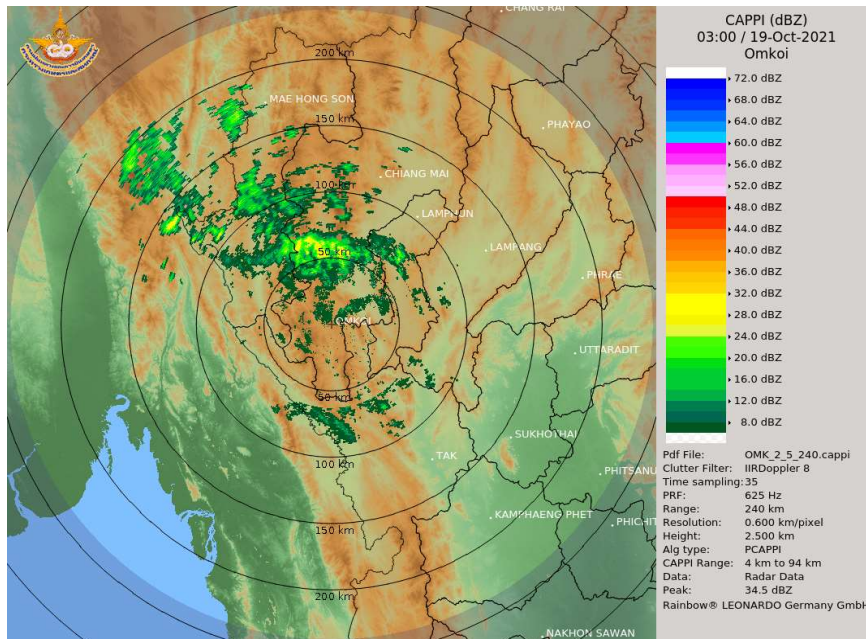 CHANG RAI
200 km
MAE HONG SON
150 km
PHAYAO
CHIANG MAI
100 km
LAMPHUN
LAMPANG
50 km
PHRAE
OMKOI
UTTARADIT
50 km
SUKHOTHAI
100 km
TAK
PHITSANU
KAMPHAENG PHET
PHICHIT
150 km
200 km
NAKHON SAWAN
CAPPI (dBZ)
03:00 / 19-Oct-2021
Omkoi
72.0 dBZ
68.0 dBZ
64.0 dBZ
60.0 dBZ
56.0 dBZ
52.0 dBZ
48.0 dBZ
44.0 dBZ
40.0 dBZ
36.0 dBZ
32.0 dBZ
28.0 dBZ
24.0 dBZ
20.0 dBZ
16.0 dBZ
12.0 dBZ
8.0 dBZ
Pdf File: OMK_2_5_240.cappi
Clutter Filter: IIRDoppler 8
Time sampling: 35
PRF: 625 Hz
Range: 240 km
Resolution: 0.600 km/pixel
Height: 2.500 km
Alg type: PCAPPI
CAPPI Range: 4 km to 94 km
Data: Radar Data
Peak: 34.5 dBZ
Rainbow® LEONARDO Germany GmbH